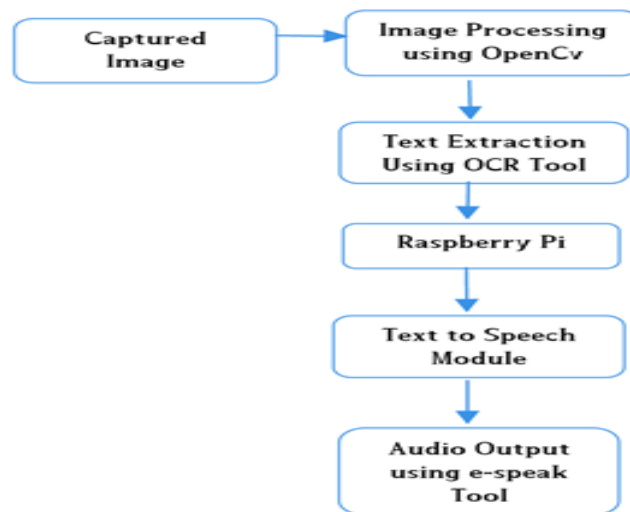 Captured
Image
Image Processing
using OpenCv
Text Extraction
Using OCR Tool
Raspberry Pi
Text to Speech
Module
Audio Output
using e-speak
Tool